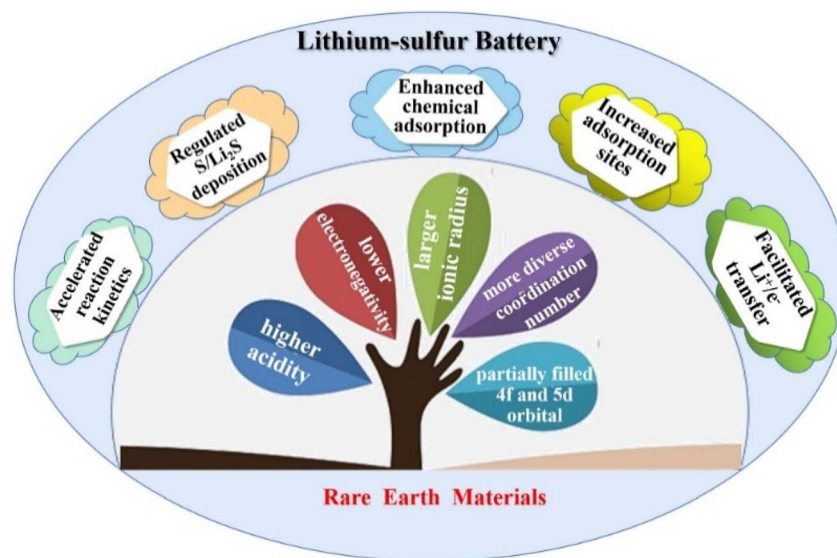 Lithium-sulfur Battery
Accelerated
reaction
kinetics
Regulated
S/Li₂S
deposition
Enhanced
chemical
adsorption
Increased
adsorption
sites
Facilitated
Li⁺/e⁻
transfer
higher
acidity
lower
electronegativity
larger
ionic radius
more diverse
coordination
number
partially filled
4f and 5d
orbital
Rare Earth Materials